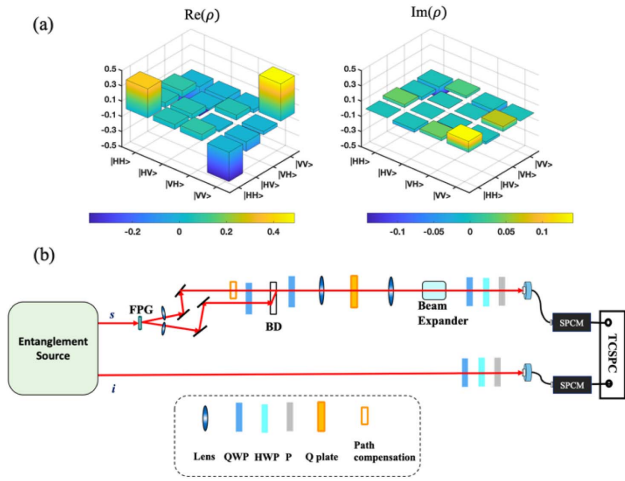 (a)
Re(ρ)
Im(ρ)
0.5
0.3
0.1
-0.1
-0.3
-0.5
|HH>
|HV>
|VH>
|VV>
|HH>
|HV>
|VH>
|VV>
-0.2 0 0.2 0.4
0.5
0.3
0.1
-0.1
-0.3
-0.5
|HH>
|HV>
|VH>
|VV>
|HH>
|HV>
|VH>
|VV>
-0.1 -0.05 0 0.05 0.1
(b)
Entanglement
Source
s
i
FPG
BD
Beam
Expander
SPCM
SPCM
TCSPC
Lens QWP HWP P Q plate Path
compensation